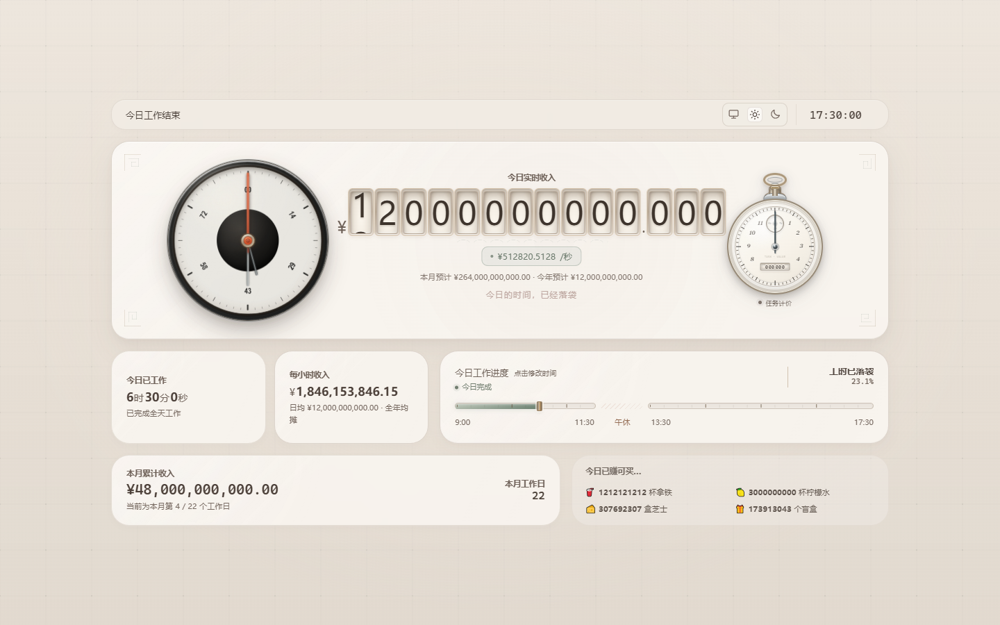 今日工作结束
17:30:00
00
14
29
43
58
72
今日实时收入
¥ 12000000000.000
¥512820.5128 /秒
本月预计 ¥264,000,000,000.00 · 今年预计 ¥12,000,000,000.00
今日的时间，已经落袋
11 1
10 2
9 3
8 4
000000
任务计价
今日已工作
6时30分0秒
已完成全天工作
每小时收入
¥1,846,153,846.15
日均 ¥12,000,000,000.00 · 全年均
摊
今日工作进度 点击修改时间
今日完成
23.1%
9:00 11:30 午休 13:30 17:30
本月累计收入
¥48,000,000,000.00
当前为本月第 4 / 22 个工作日
本月工作日
22
今日已赚可买...
1212121212 杯拿铁
3000000000 杯柠檬水
307692307 盒芝士
173913043 个盲盒